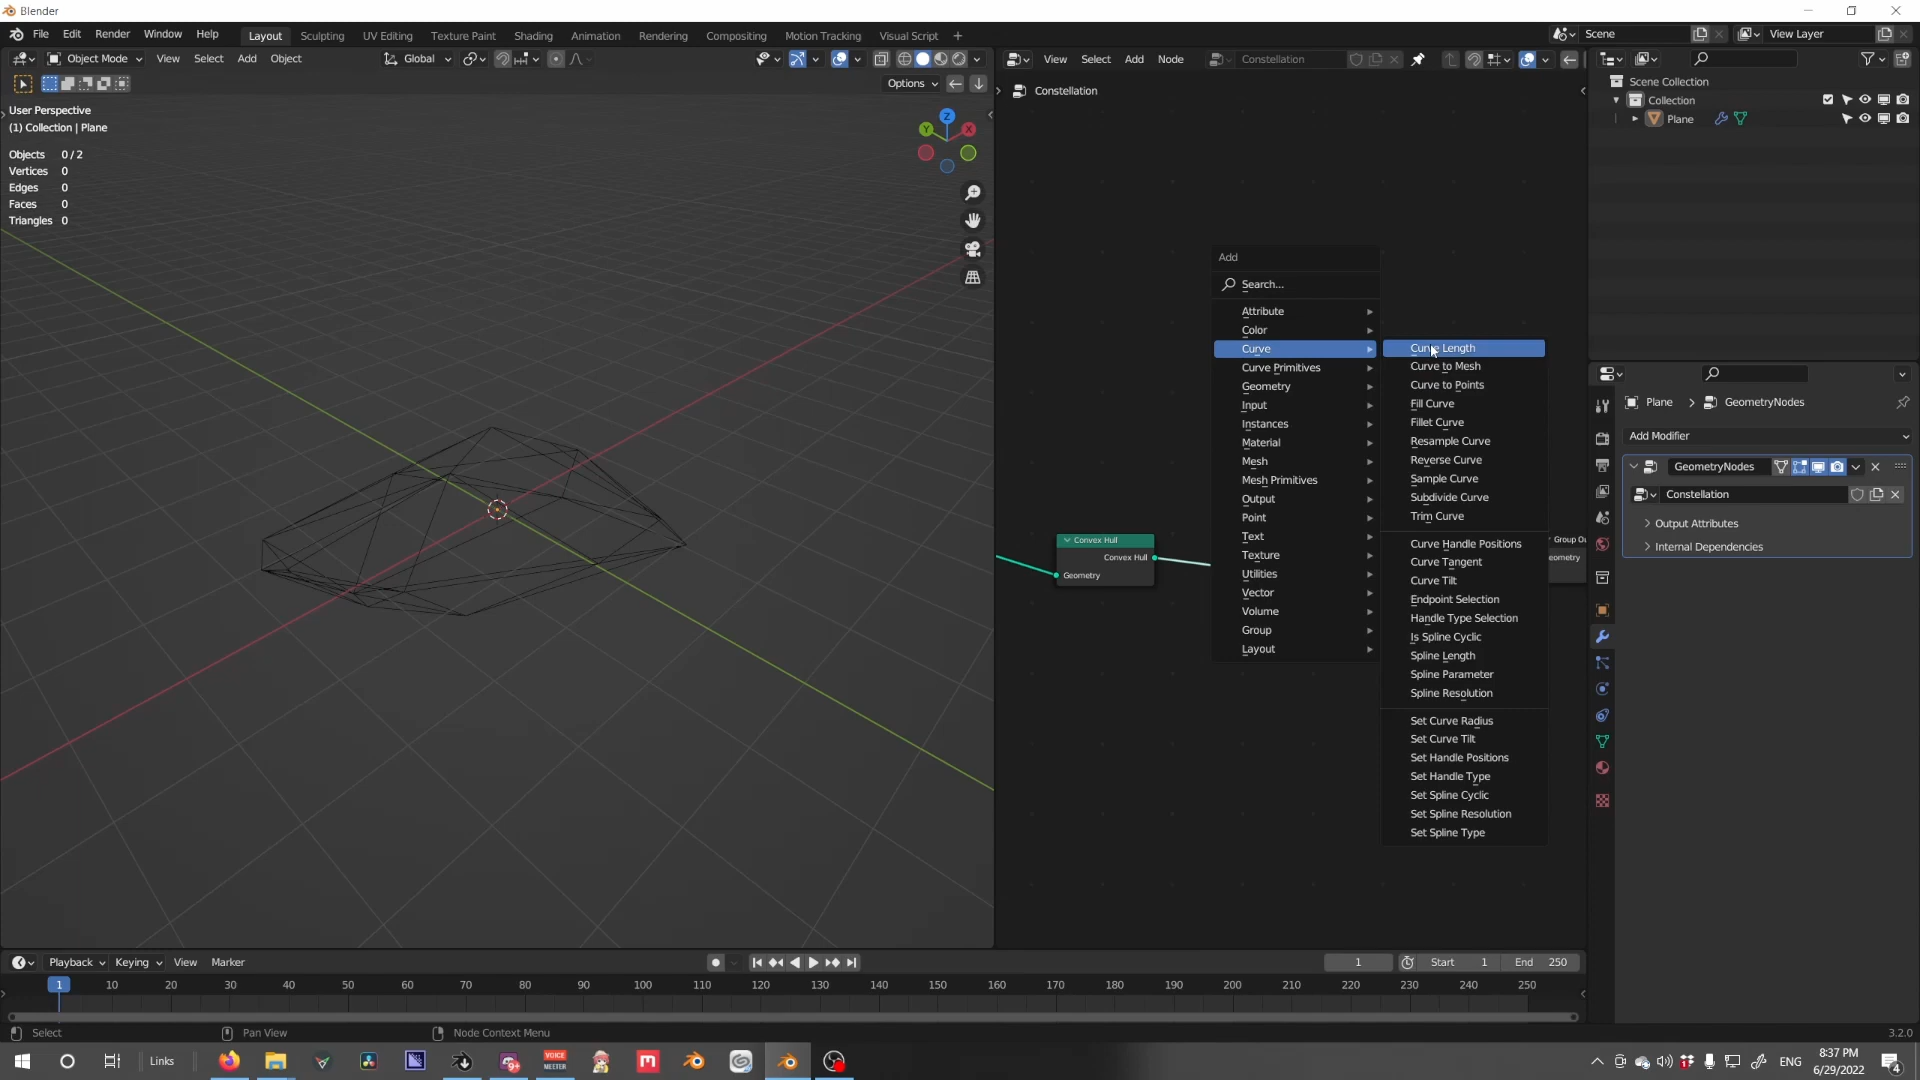 Blender
File Edit Render Window Help
Layout Sculpting UV Editing Texture Paint Shading Animation Rendering Compositing Motion Tracking Visual Script +
Scene
View Layer
Object Mode View Select Add Object Global
View Select Add Node Constellation
Options
User Perspective
(1) Collection | Plane
Objects 0/2
Vertices 0
Edges 0
Faces 0
Triangles 0
Z
Y
X
Constellation
Convex Hull
Convex Hull
Geometry
Group Ou
eometry
Add
Search...
Attribute
Color
Curve
Curve Primitives
Geometry
Input
Instances
Material
Mesh
Mesh Primitives
Output
Point
Text
Texture
Utilities
Vector
Volume
Group
Layout
Curve Length
Curve to Mesh
Curve to Points
Fill Curve
Fillet Curve
Resample Curve
Reverse Curve
Sample Curve
Subdivide Curve
Trim Curve
Curve Handle Positions
Curve Tangent
Curve Tilt
Endpoint Selection
Handle Type Selection
Is Spline Cyclic
Spline Length
Spline Parameter
Spline Resolution
Set Curve Radius
Set Curve Tilt
Set Handle Positions
Set Handle Type
Set Spline Cyclic
Set Spline Resolution
Set Spline Type
Scene Collection
Collection
Plane
Plane > GeometryNodes
Add Modifier
GeometryNodes
Constellation
Output Attributes
Internal Dependencies
Playback Keying View Marker
1
Start 1
End 250
1 10 20 30 40 50 60 70 80 90 100 110 120 130 140 150 160 170 180 190 200 210 220 230 240 250
Select
Pan View
Node Context Menu
3.2.0
Links
9+
VOICE
MEETER
ENG
8:37 PM
6/29/2022
4